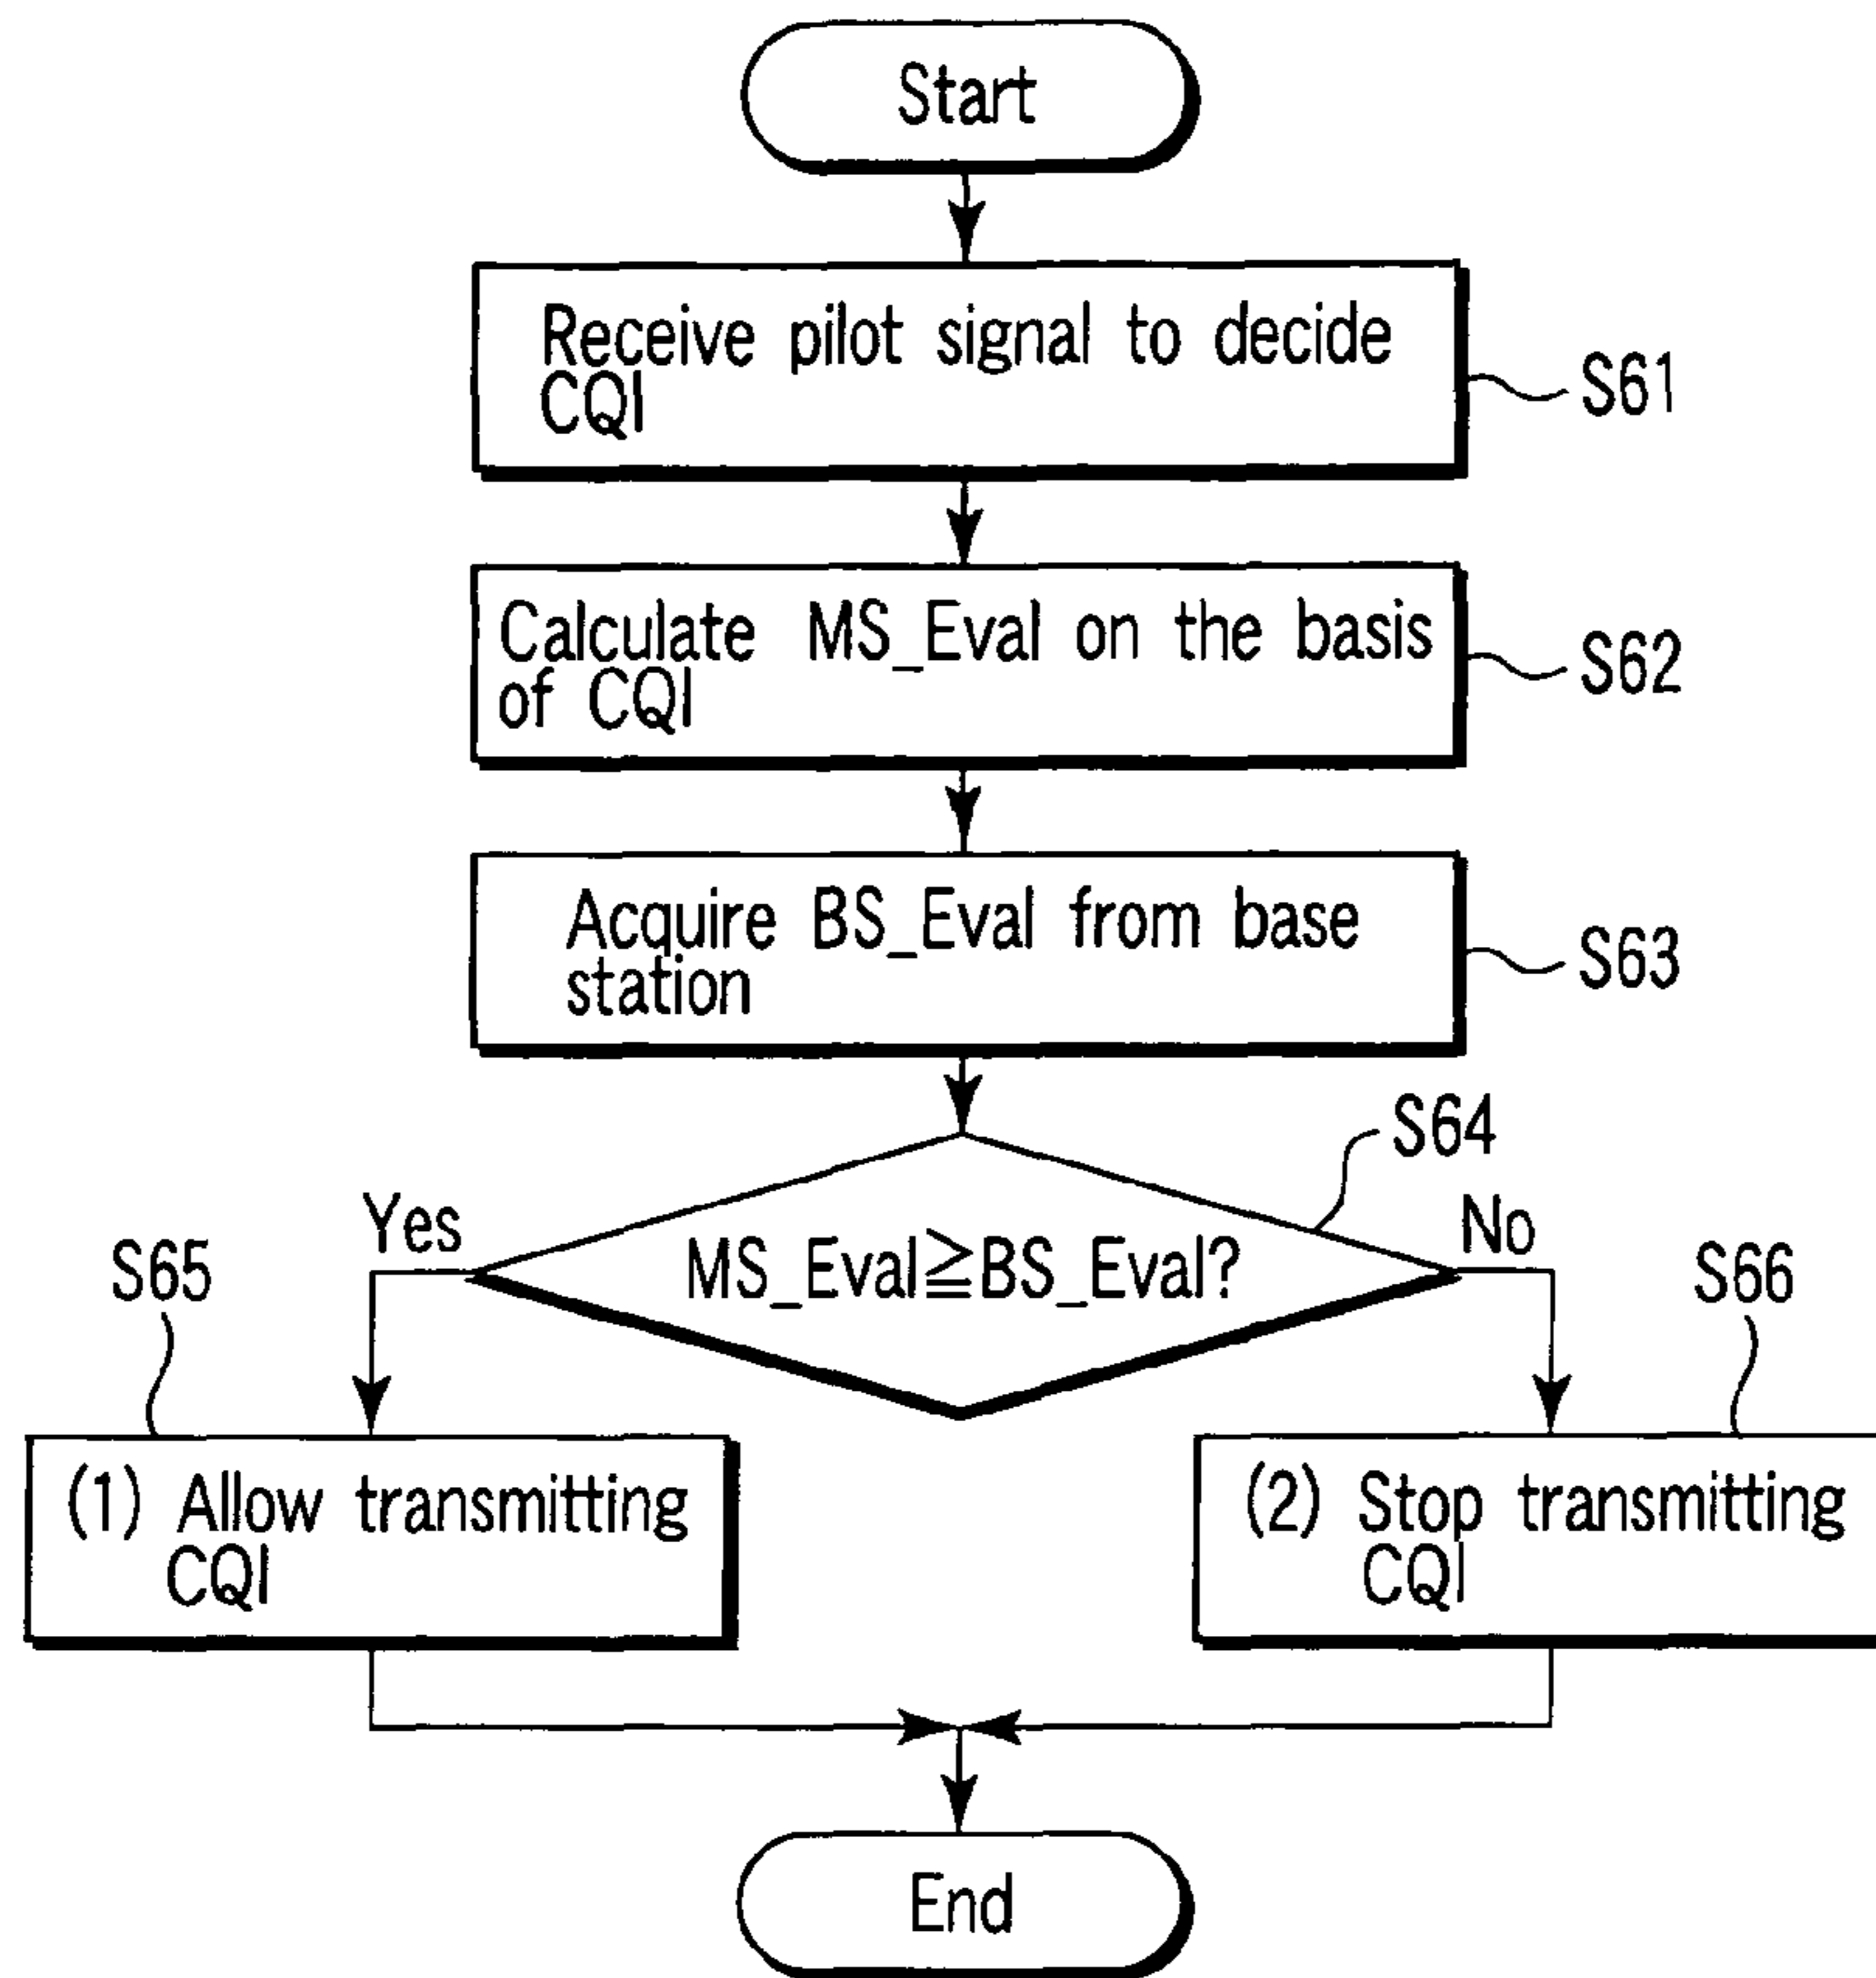 Start
Receive pilot signal to decide
CQI
S61
Calculate MS_Eval on the basis
of CQI
S62
Acquire BS_Eval from base
station
S63
S64
Yes
MS_Eval≧BS_Eval?
No
S65
S66
(1) Allow transmitting
CQI
(2) Stop transmitting
CQI
End